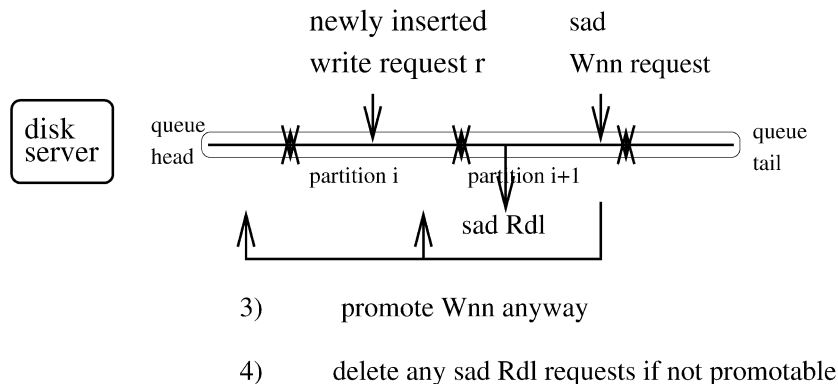 newly inserted
write request r
sad
Wnn request
disk
server
queue
head
queue
tail
partition i
partition i+1
sad Rdl
3) promote Wnn anyway
4) delete any sad Rdl requests if not promotable